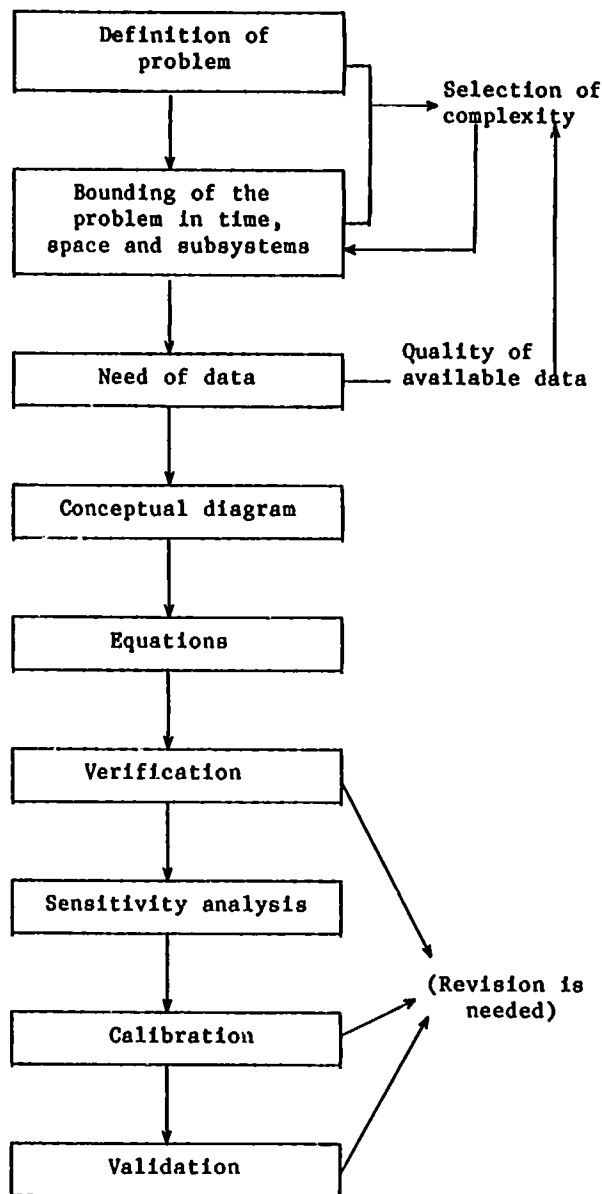 Definition of
problem
Selection of
complexity
Bounding of the
problem in time,
space and subsystems
Quality of
available data
Need of data
Conceptual diagram
Equations
Verification
Sensitivity analysis
(Revision is
needed)
Calibration
Validation